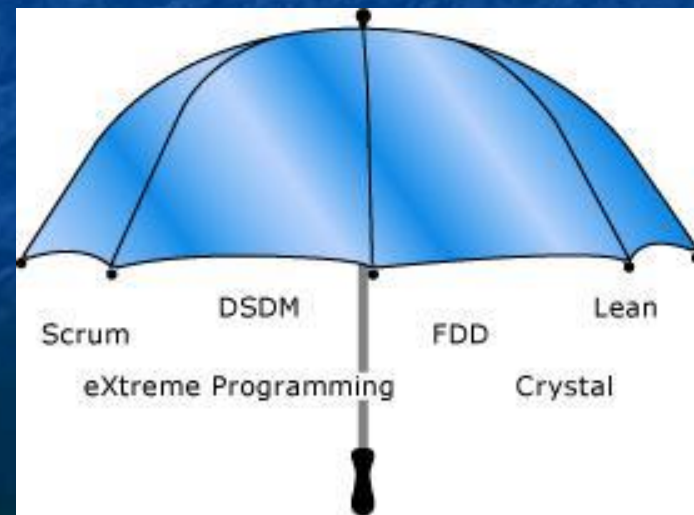 DSDM
Lean
Scrum
FDD
eXtreme Programming
Crystal